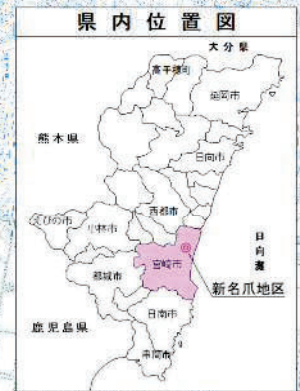 県内位置図
大分県
高千穂町
延岡市
熊本県
日向市
西都市
えびの市
小林市
日向灘
宮崎市
新名爪地区
都城市
鹿児島県
日南市
串間市